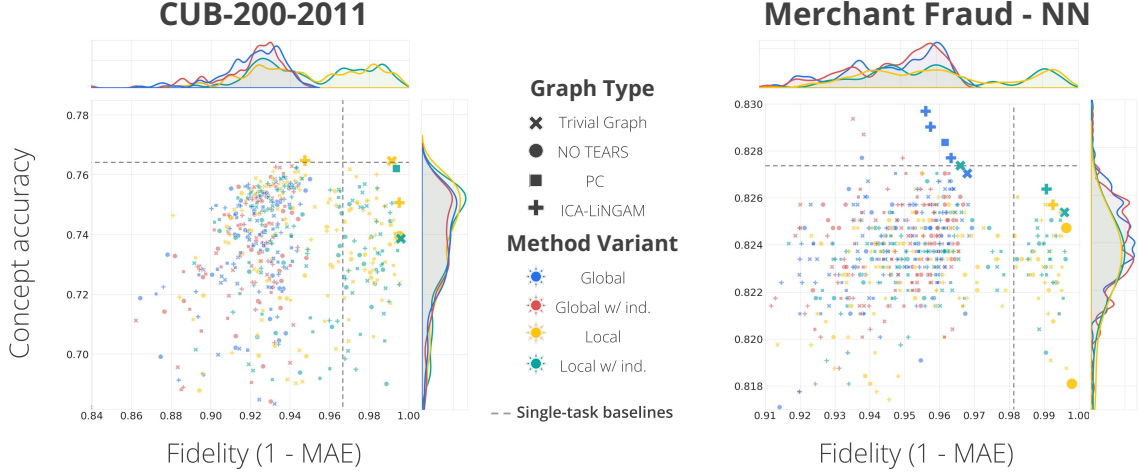 CUB-200-2011
Merchant Fraud - NN
Concept accuracy
0.78
0.76
0.74
0.72
0.70
0.84
0.86
0.90
0.90
0.92
0.94
0.96
0.98
1.00
Fidelity (1 - MAE)
Graph Type
Trivial Graph
NO TEARS
PC
ICA-LiNGAM
Method Variant
Global
Global w/ ind.
Local
Local w/ ind.
Single-task baselines
0.830
0.828
0.826
0.824
0.822
0.820
0.818
0.91
0.92
0.93
0.94
0.95
0.96
0.97
0.98
0.99
1.00
Fidelity (1 - MAE)